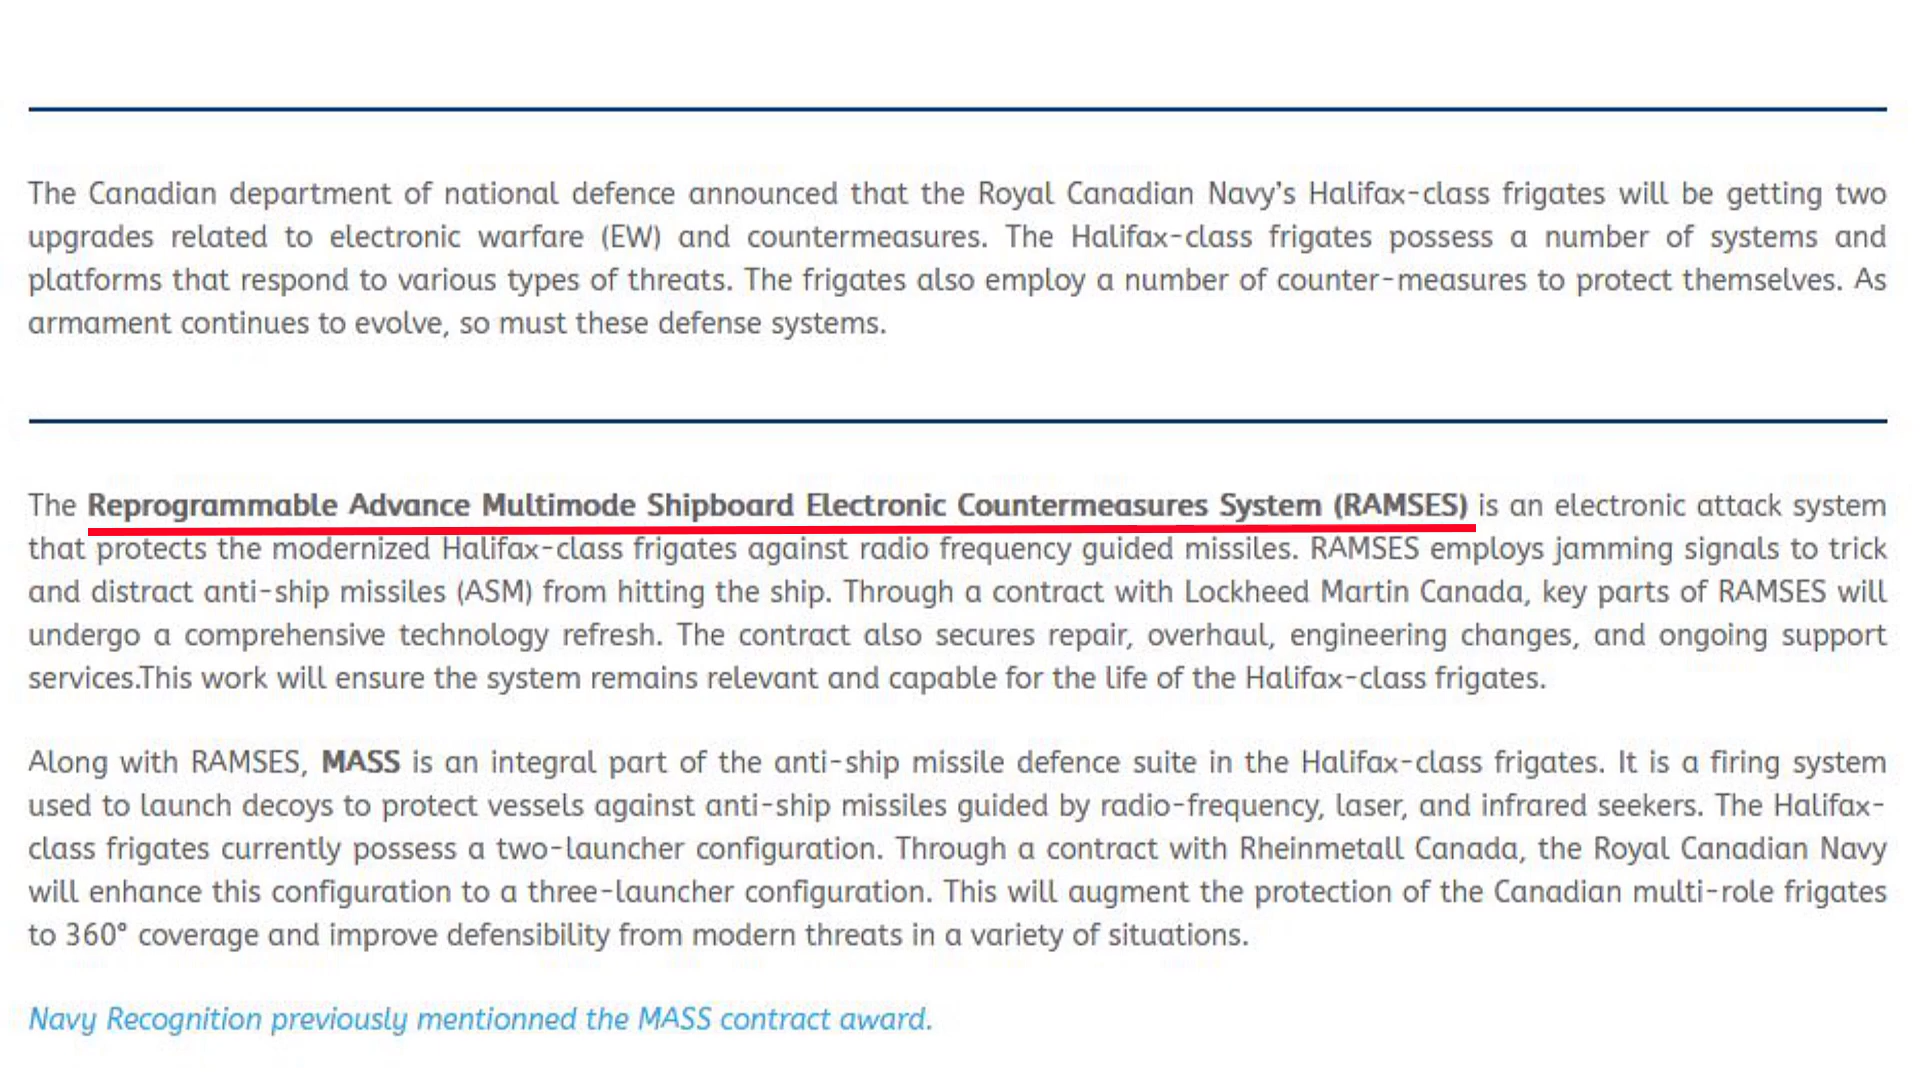 The Canadian department of national defence announced that the Royal Canadian Navy's Halifax-class frigates will be getting two
upgrades related to electronic warfare (EW) and countermeasures. The Halifax-class frigates possess a number of systems and
platforms that respond to various types of threats. The frigates also employ a number of counter-measures to protect themselves. As
armament continues to evolve, so must these defense systems.
The Reprogrammable Advance Multimode Shipboard Electronic Countermeasures System (RAMSES) is an electronic attack system
that protects the modernized Halifax-class frigates against radio frequency guided missiles. RAMSES employs jamming signals to trick
and distract anti-ship missiles (ASM) from hitting the ship. Through a contract with Lockheed Martin Canada, key parts of RAMSES will
undergo a comprehensive technology refresh. The contract also secures repair, overhaul, engineering changes, and ongoing support
services.This work will ensure the system remains relevant and capable for the life of the Halifax-class frigates.
Along with RAMSES, MASS is an integral part of the anti-ship missile defence suite in the Halifax-class frigates. It is a firing system
used to launch decoys to protect vessels against anti-ship missiles guided by radio-frequency, laser, and infrared seekers. The Halifax-
class frigates currently possess a two-launcher configuration. Through a contract with Rheinmetall Canada, the Royal Canadian Navy
will enhance this configuration to a three-launcher configuration. This will augment the protection of the Canadian multi-role frigates
to 360° coverage and improve defensibility from modern threats in a variety of situations.
Navy Recognition previously mentionned the MASS contract award.